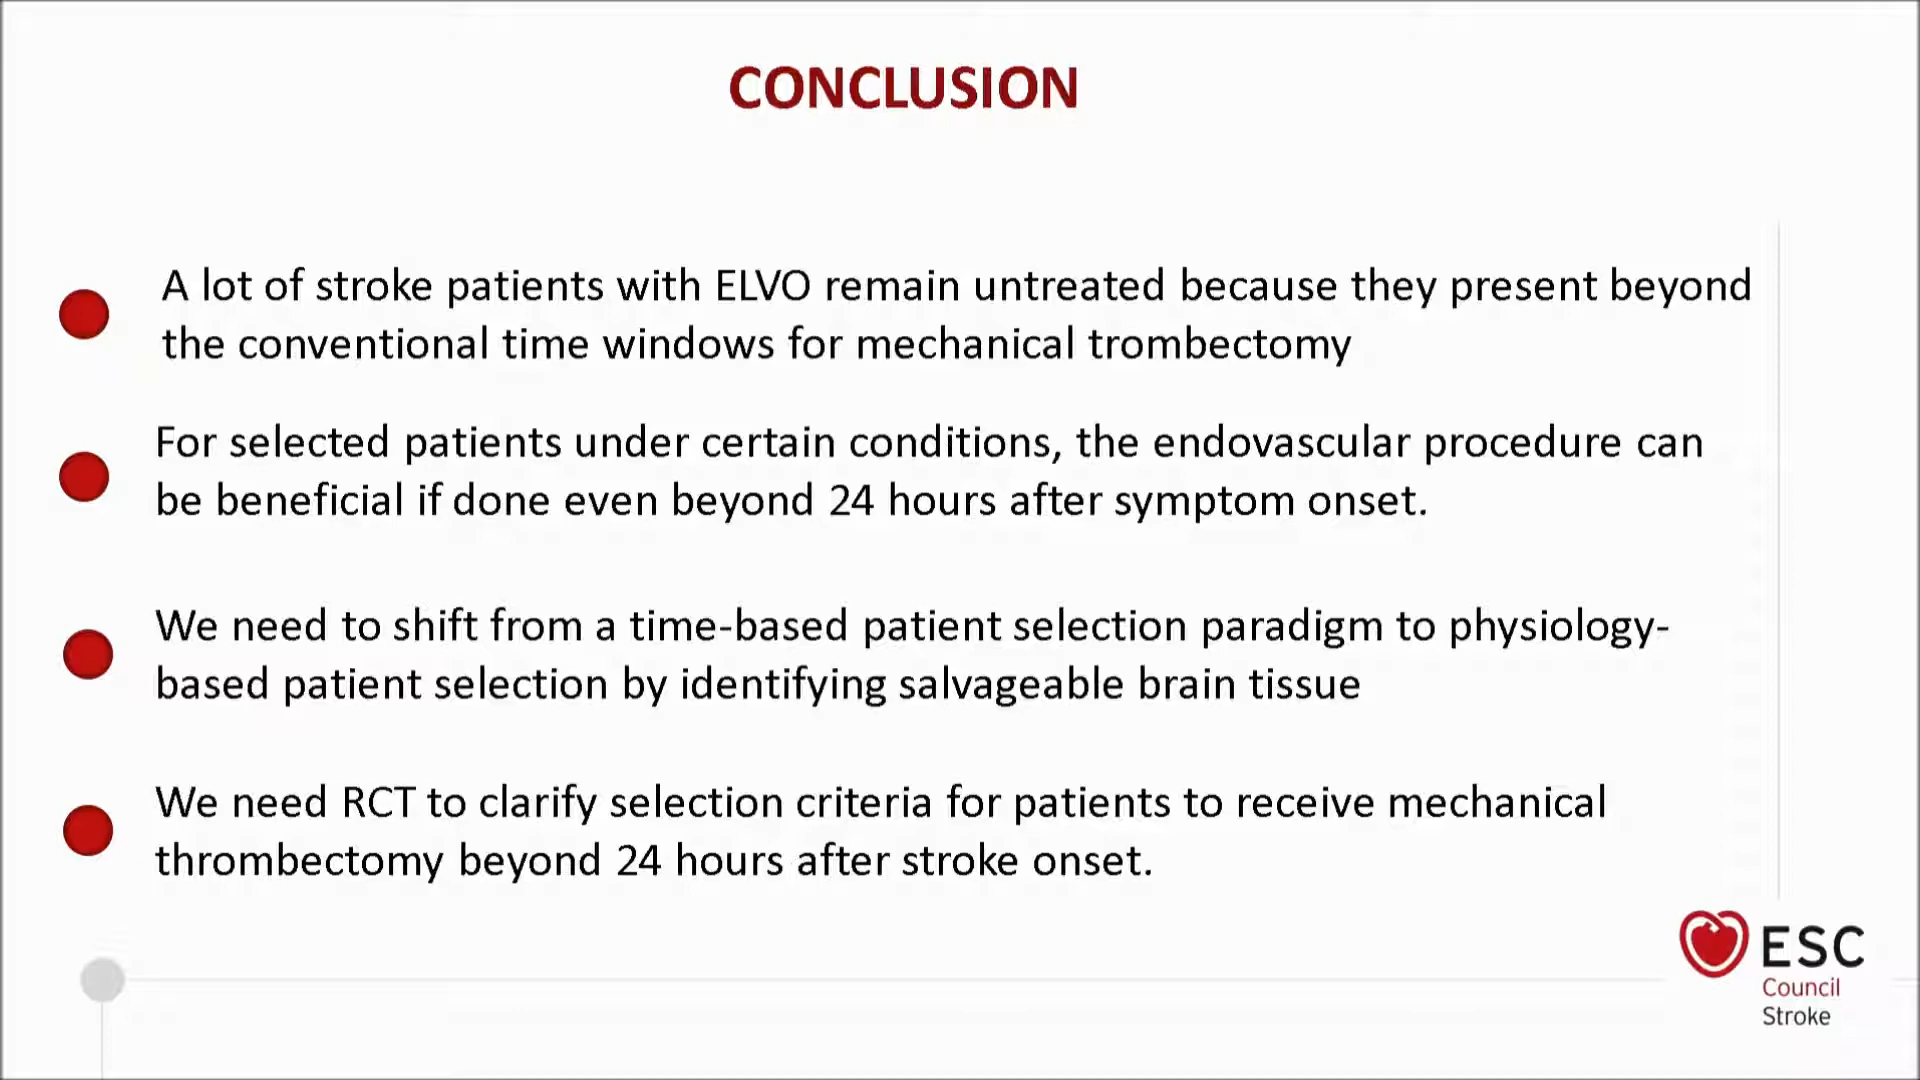 CONCLUSION
A lot of stroke patients with ELVO remain untreated because they present beyond
the conventional time windows for mechanical trombectomy
For selected patients under certain conditions, the endovascular procedure can
be beneficial if done even beyond 24 hours after symptom onset.
We need to shift from a time-based patient selection paradigm to physiology-
based patient selection by identifying salvageable brain tissue
We need RCT to clarify selection criteria for patients to receive mechanical
thrombectomy beyond 24 hours after stroke onset.
ESC
Council
Stroke